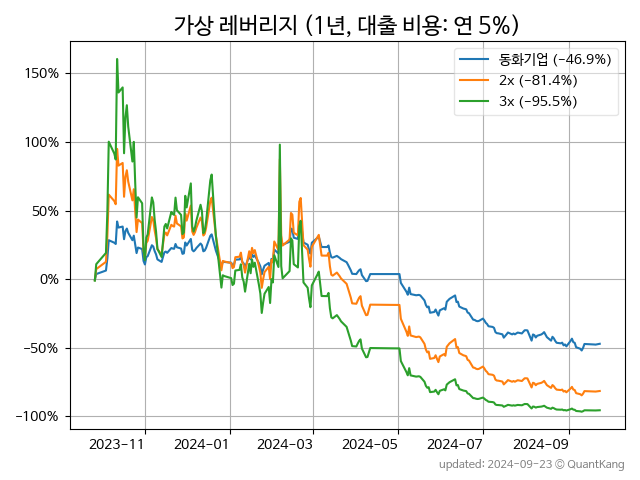 가상 레버리지 (1년, 대출 비용: 연 5%)
동화기업 (−46.9%)
2x (−81.4%)
3x (−95.5%)
150%
100%
50%
0%
−50%
−100%
2023−11
2024−01
2024−03
2024−05
2024−07
2024−09
updated: 2024-09-23 ⓒ QuantKang